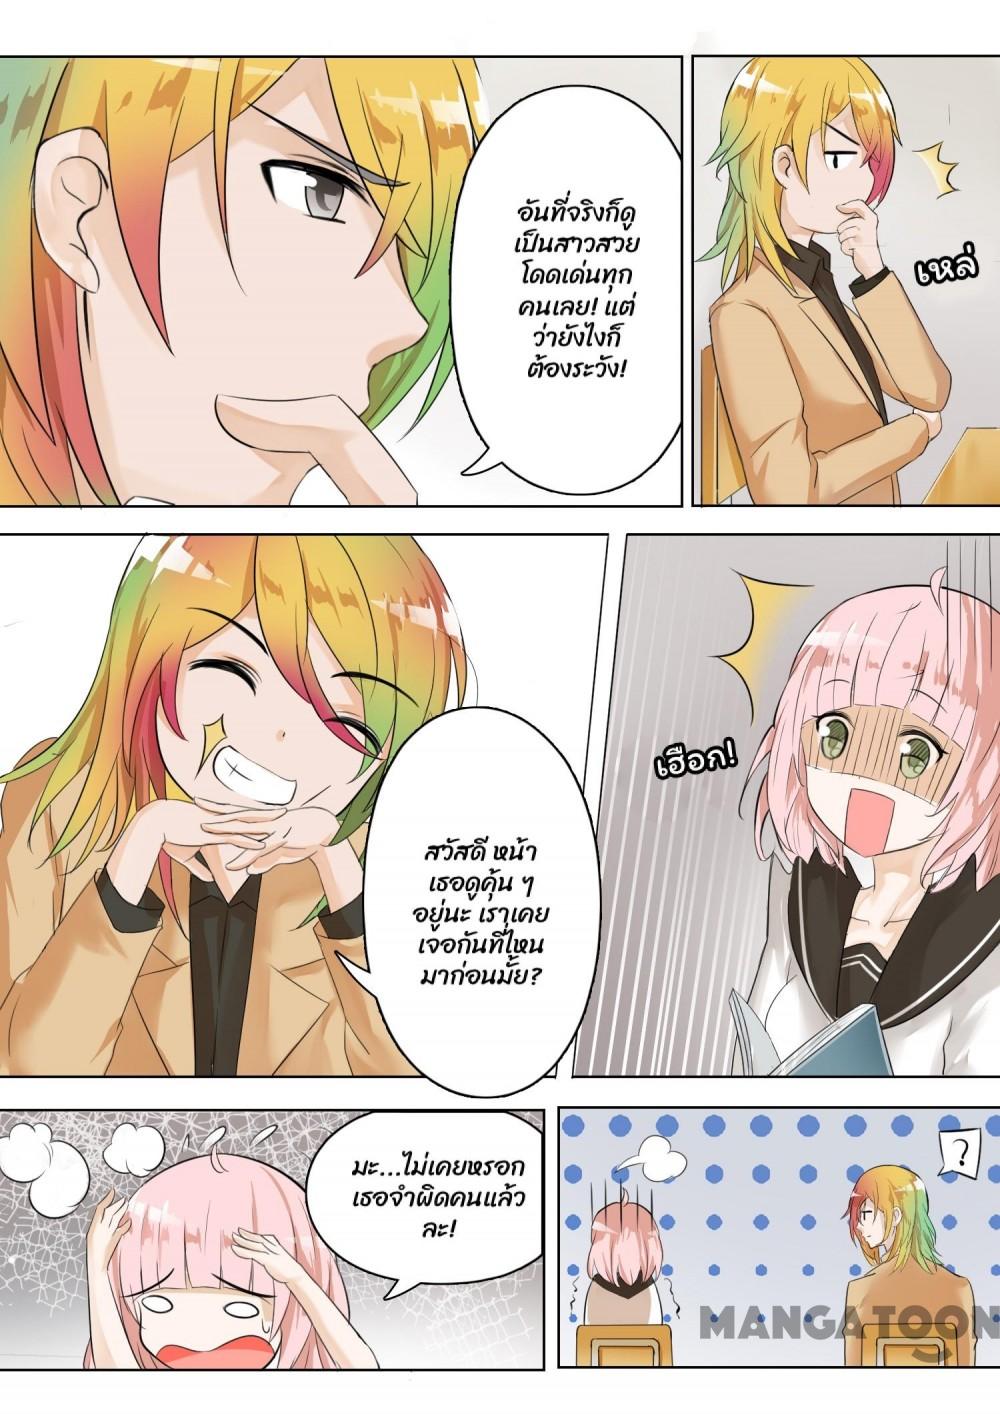 อันที่จริงก็ดู
เป็นสาวสวย
โดดเด่นทุก
คนเลย! แต่
ว่ายังไงก็
ต้องระวัง!
เหล่
สวัสดี หน้า
เธอดูคุ้น ๆ
อยู่นะ เราเคย
เจอกันที่ไหน
มาก่อนมั้ย?
เฮือก!
มะ...ไม่เคยหรอก
เธอจำผิดคนแล้ว
ละ!
?
MANGATOON